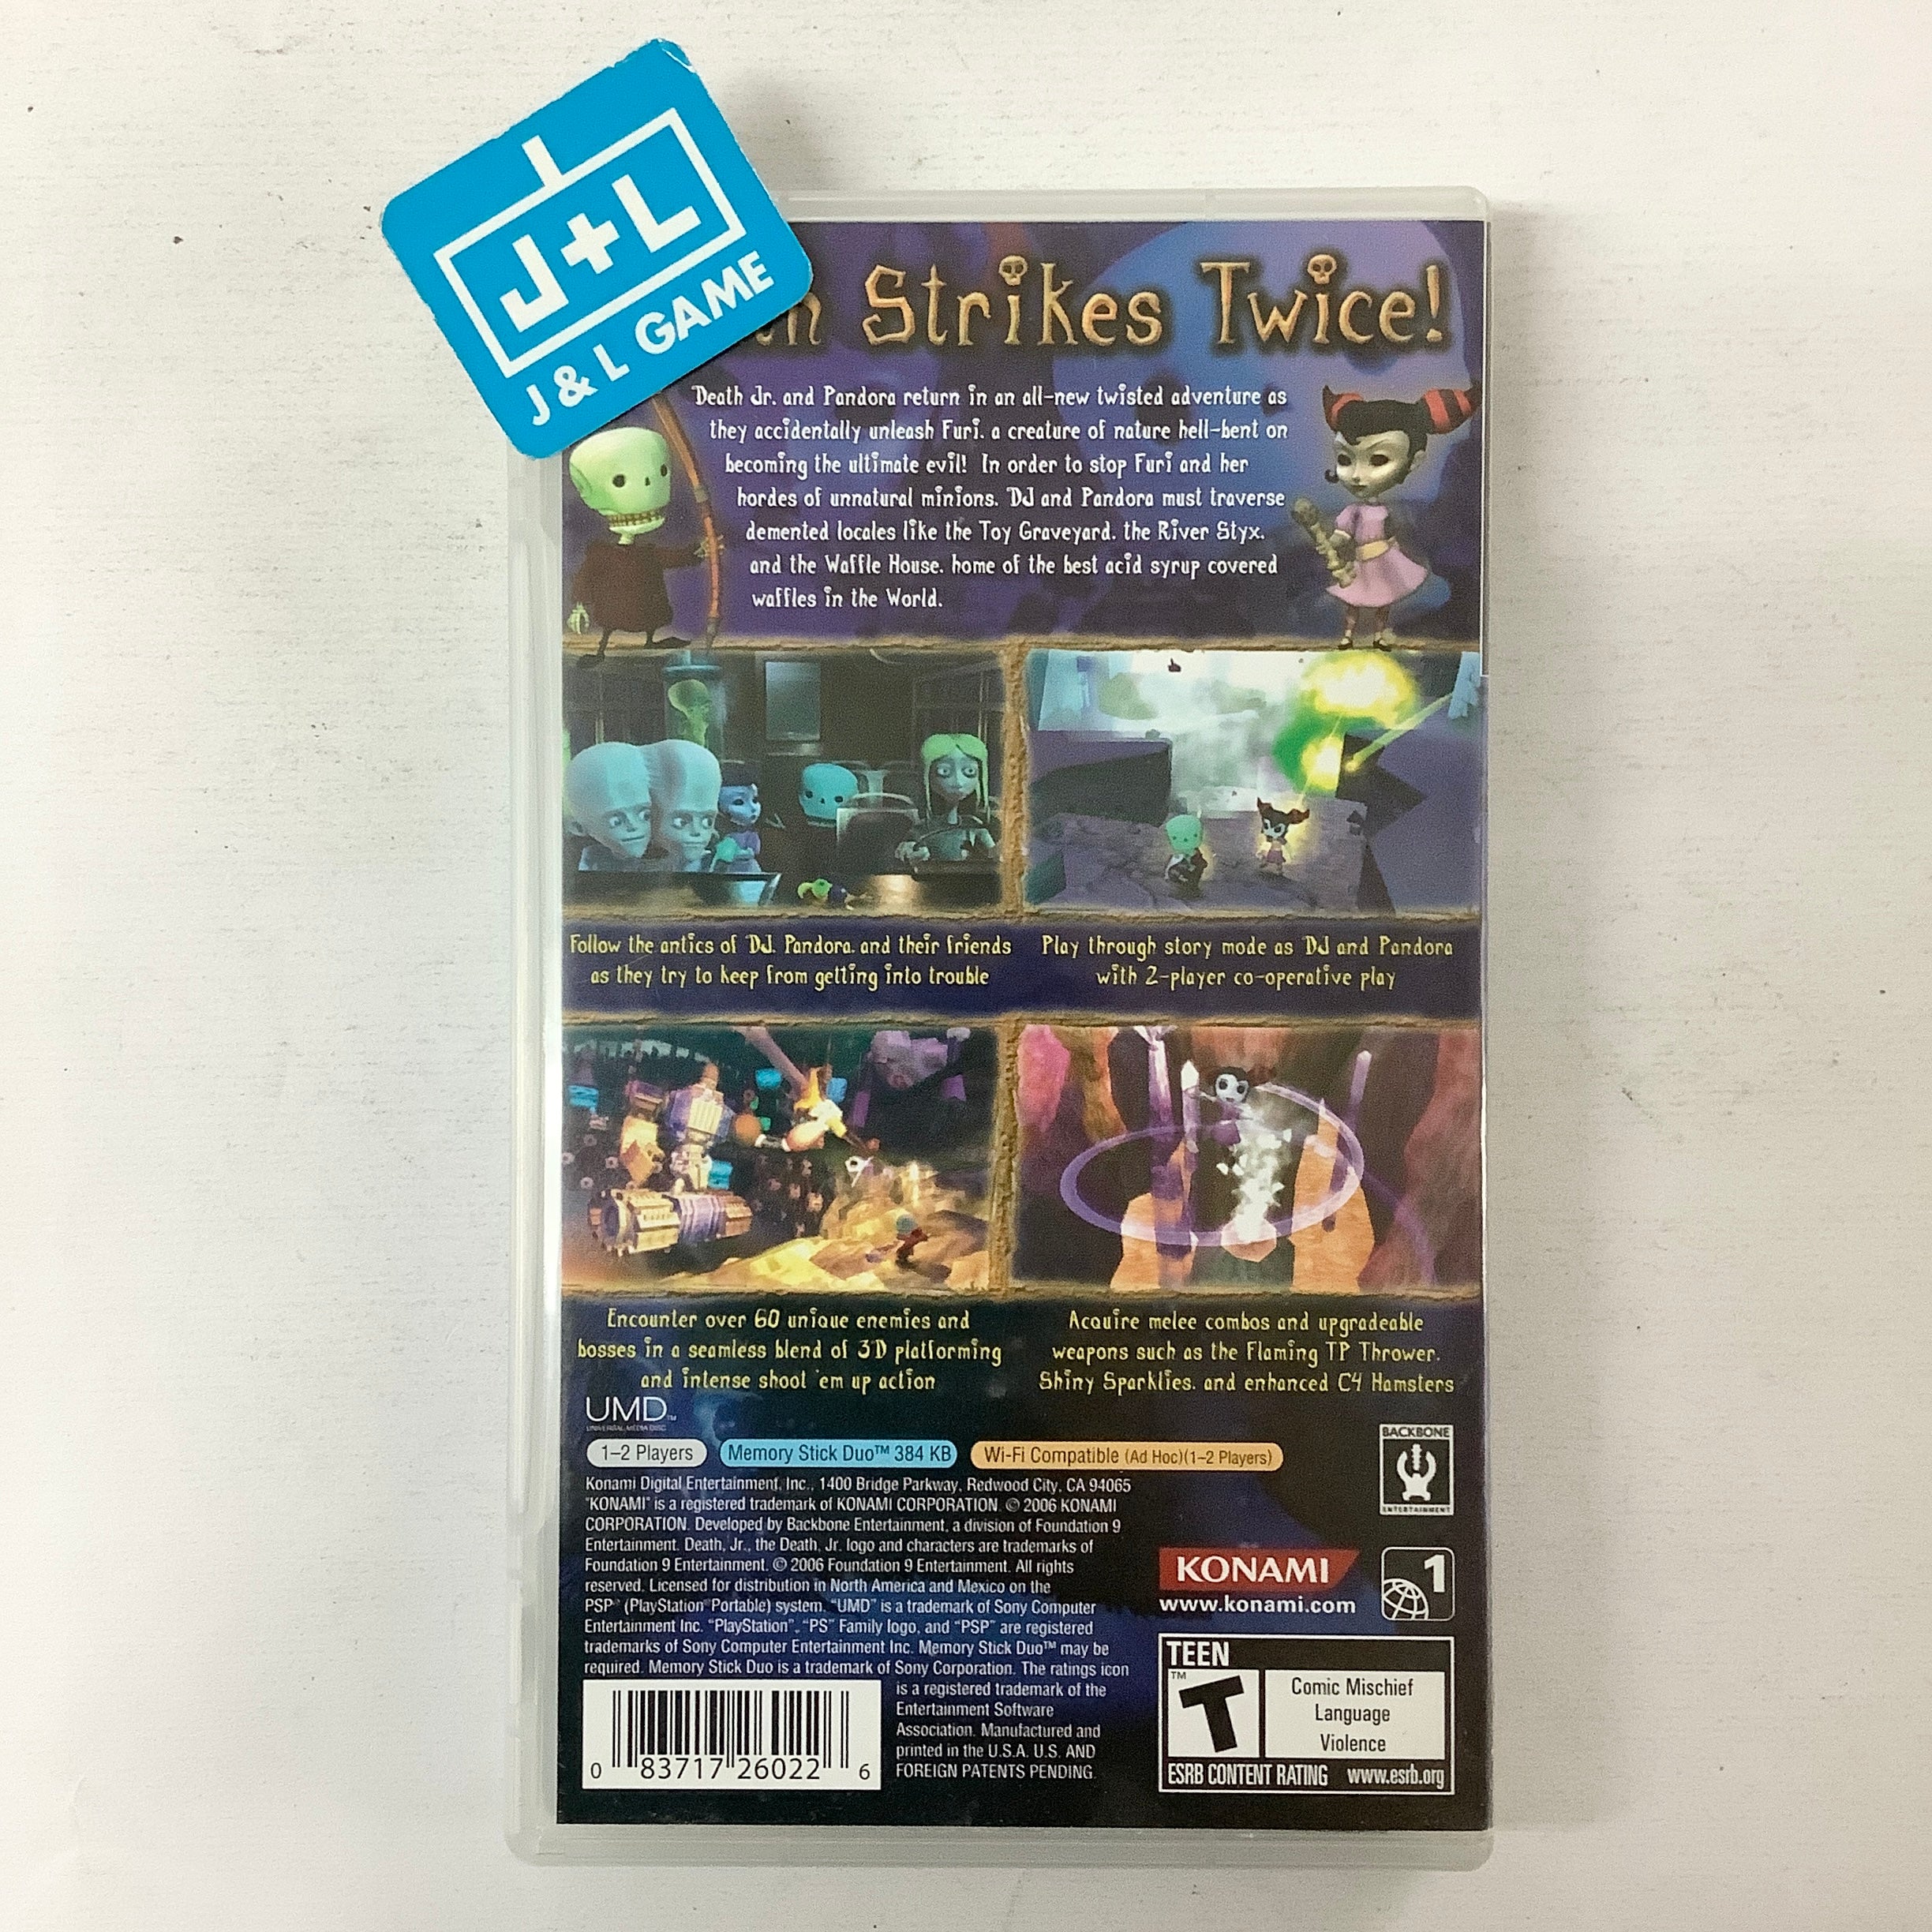 J+L
J & L GAME
Strikes Twice!
Death Jr. and Pandora return in an all-new twisted adventure as
they accidentally unleash Furi, a creature of nature hell-bent on
becoming the ultimate evil! In order to stop Furi and her
hordes of unnatural minions, DJ and Pandora must traverse
demented locales like the Toy Graveyard, the River Styx,
and the Waffle House, home of the best acid syrup covered
waffles in the World.
Follow the antics of DJ, Pandora, and their friends
as they try to keep from getting into trouble
Play through story mode as DJ and Pandora
with 2-player co-operative play
Encounter over 60 unique enemies and
bosses in a seamless blend of 3D platforming
and intense shoot 'em up action
Acquire melee combos and upgradeable
weapons such as the Flaming TP Thrower,
Shiny Sparklies, and enhanced C4 Hamsters
UMD™
UNIVERSAL MEDIA DISC
1–2 Players
Memory Stick Duo™ 384 KB
Wi-Fi Compatible (Ad Hoc)(1–2 Players)
BACKBONE
ENTERTAINMENT
Konami Digital Entertainment, Inc., 1400 Bridge Parkway, Redwood City, CA 94065
"KONAMI" is a registered trademark of KONAMI CORPORATION. © 2006 KONAMI
CORPORATION. Developed by Backbone Entertainment, a division of Foundation 9
Entertainment. Death, Jr., the Death, Jr. logo and characters are trademarks of
Foundation 9 Entertainment. © 2006 Foundation 9 Entertainment. All rights
reserved. Licensed for distribution in North America and Mexico on the
PSP® (PlayStation®Portable) system. "UMD" is a trademark of Sony Computer
Entertainment Inc. "PlayStation", "PS" Family logo, and "PSP" are registered
trademarks of Sony Computer Entertainment Inc. Memory Stick Duo™ may be
required. Memory Stick Duo is a trademark of Sony Corporation. The ratings icon
is a registered trademark of the
Entertainment Software
Association. Manufactured and
printed in the U.S.A. U.S. AND
FOREIGN PATENTS PENDING.
KONAMI
www.konami.com
1
0 83717 26022 6
TEEN
T™
Comic Mischief
Language
Violence
ESRB CONTENT RATING www.esrb.org